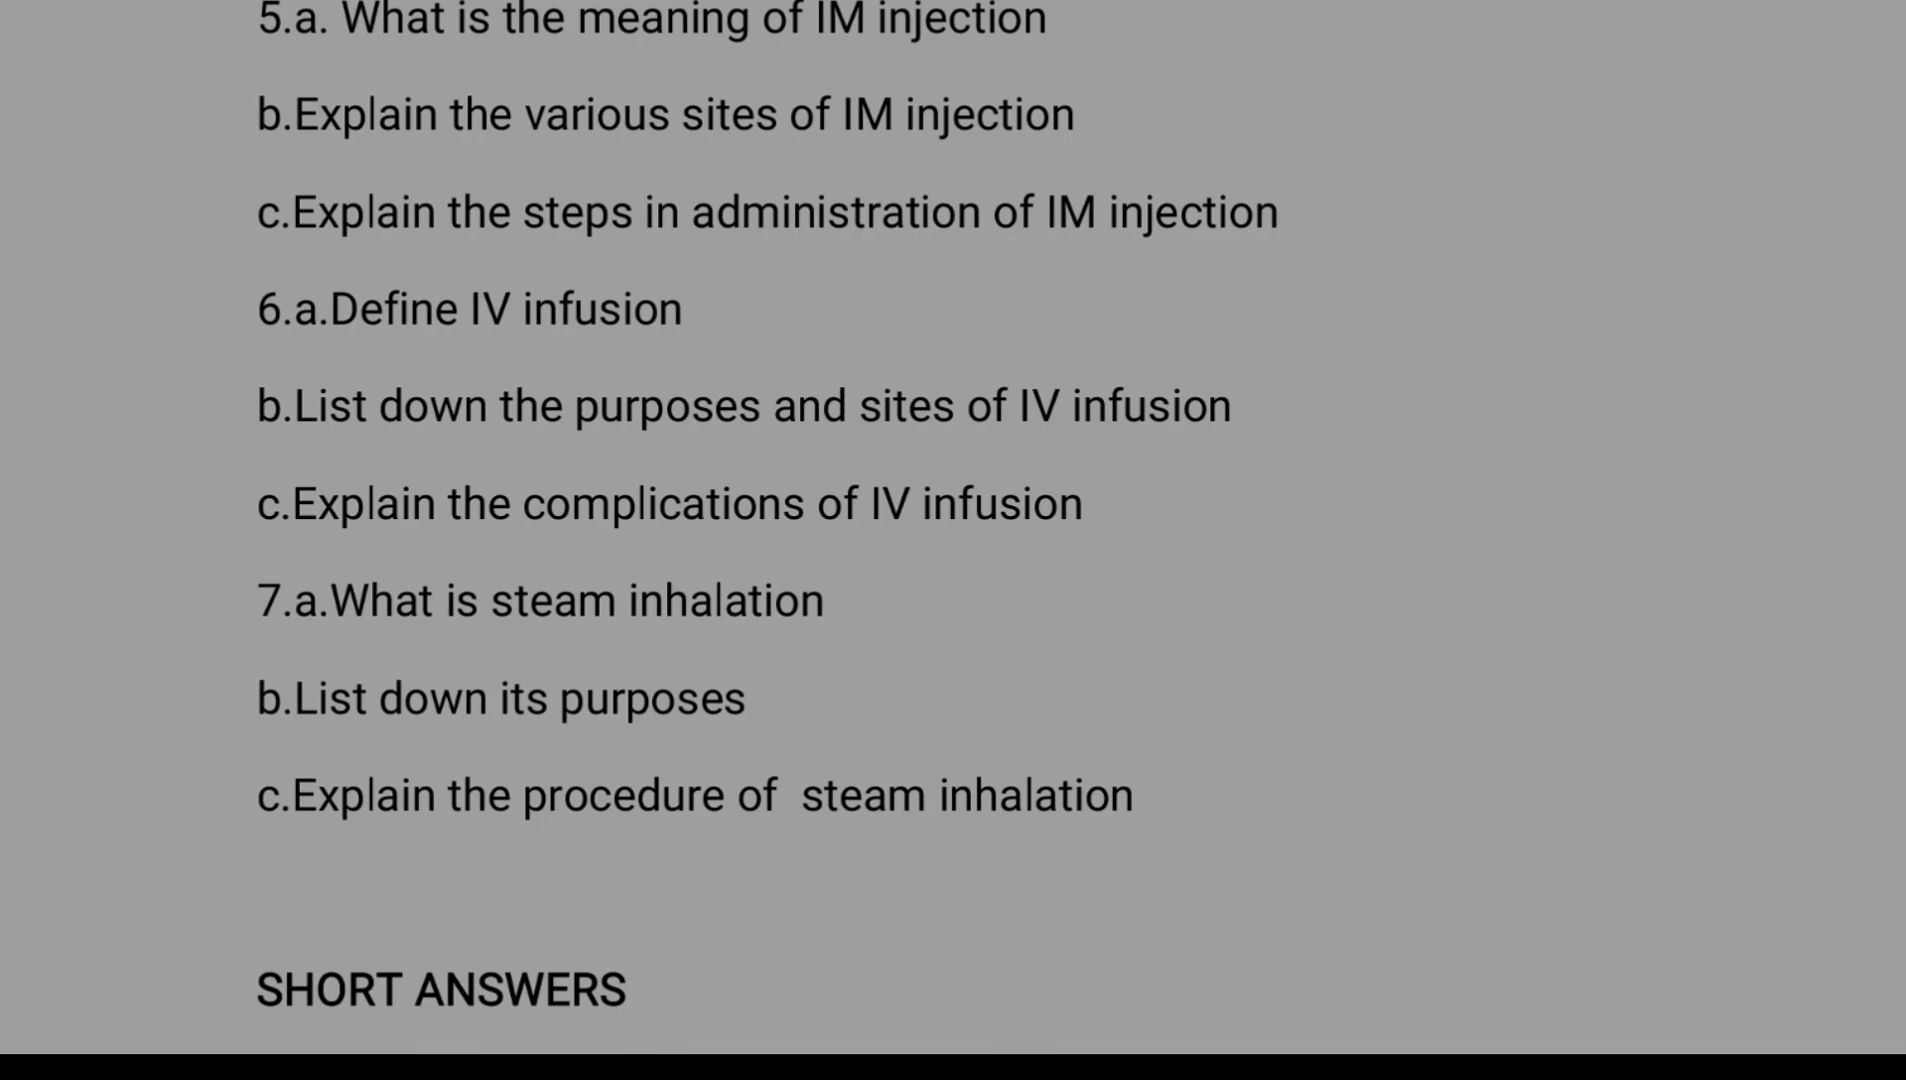 5.a. What is the meaning of IM injection
b.Explain the various sites of IM injection
c.Explain the steps in administration of IM injection
6.a.Define IV infusion
b.List down the purposes and sites of IV infusion
c.Explain the complications of IV infusion
7.a.What is steam inhalation
b.List down its purposes
c.Explain the procedure of  steam inhalation
SHORT ANSWERS